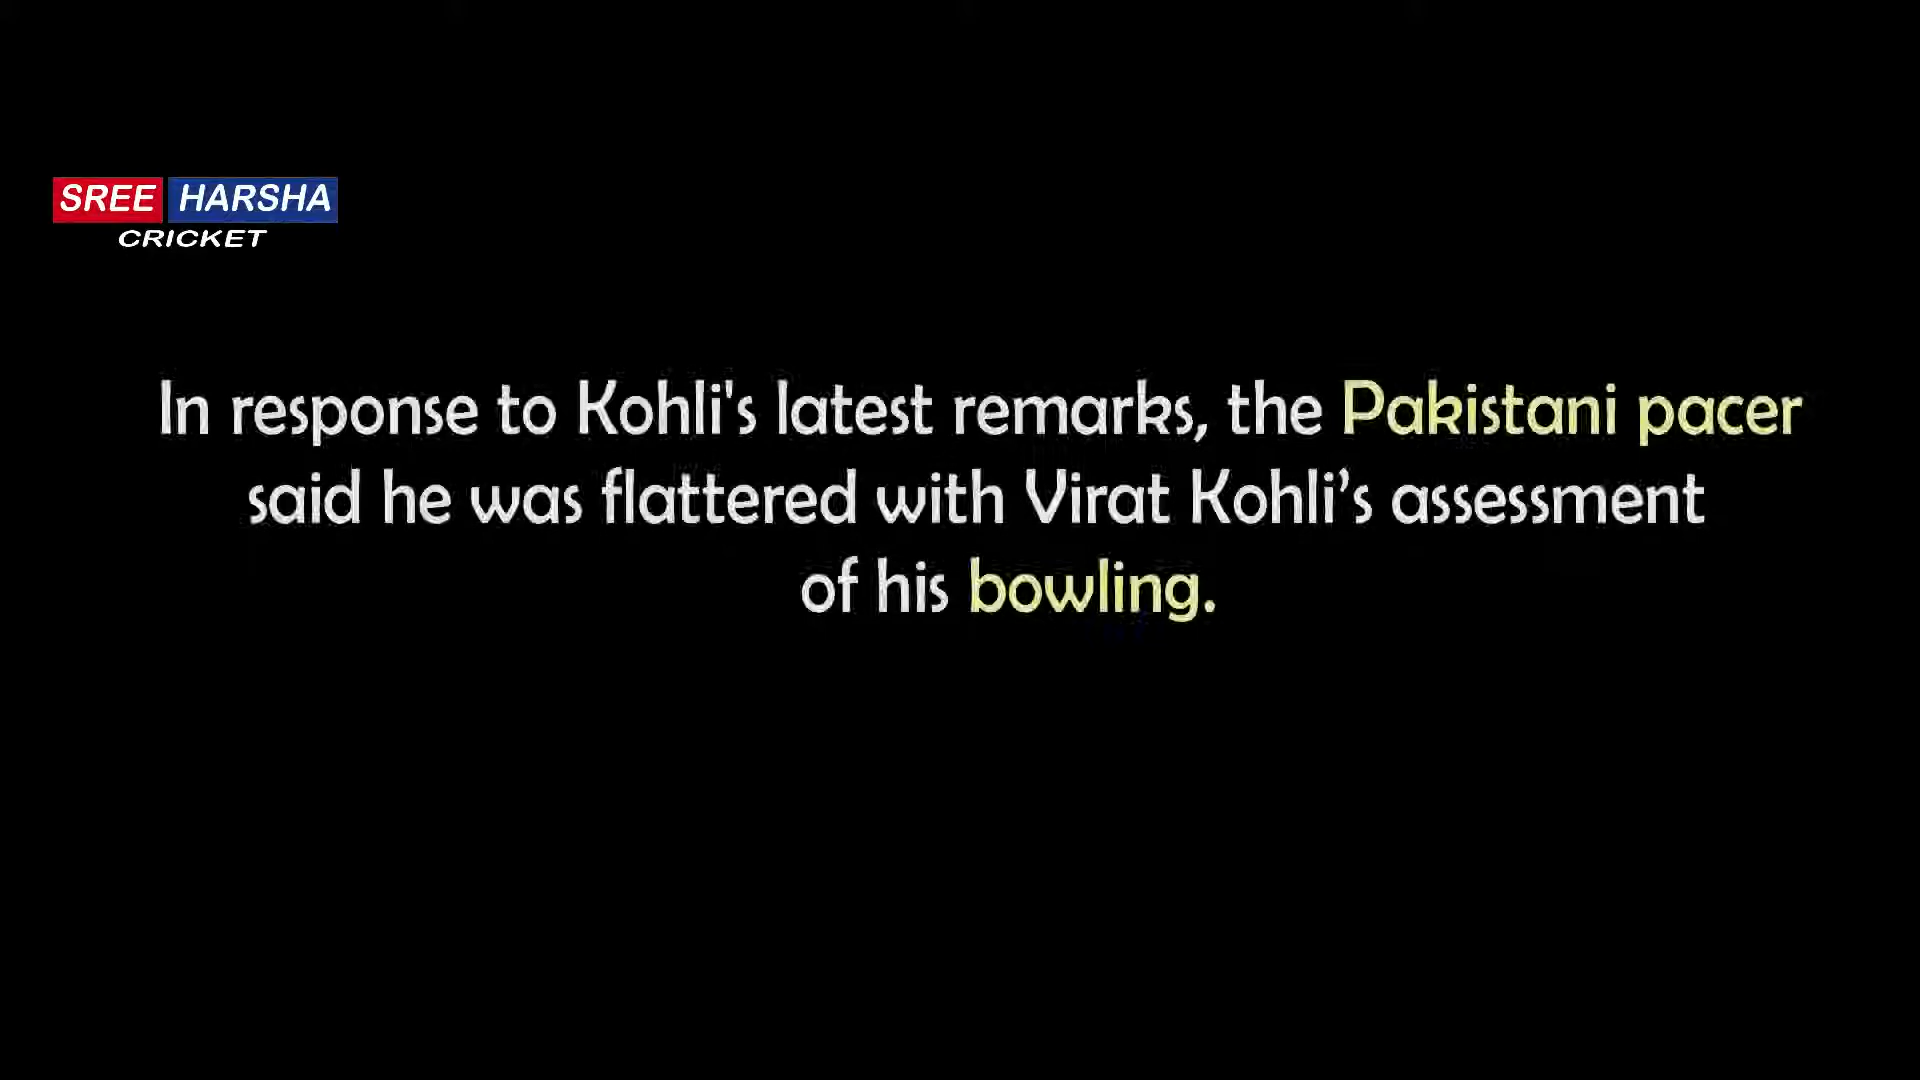 SREE HARSHA
CRICKET
In response to Kohli's latest remarks, the Pakistani pacer
said he was flattered with Virat Kohli’s assessment
of his bowling.